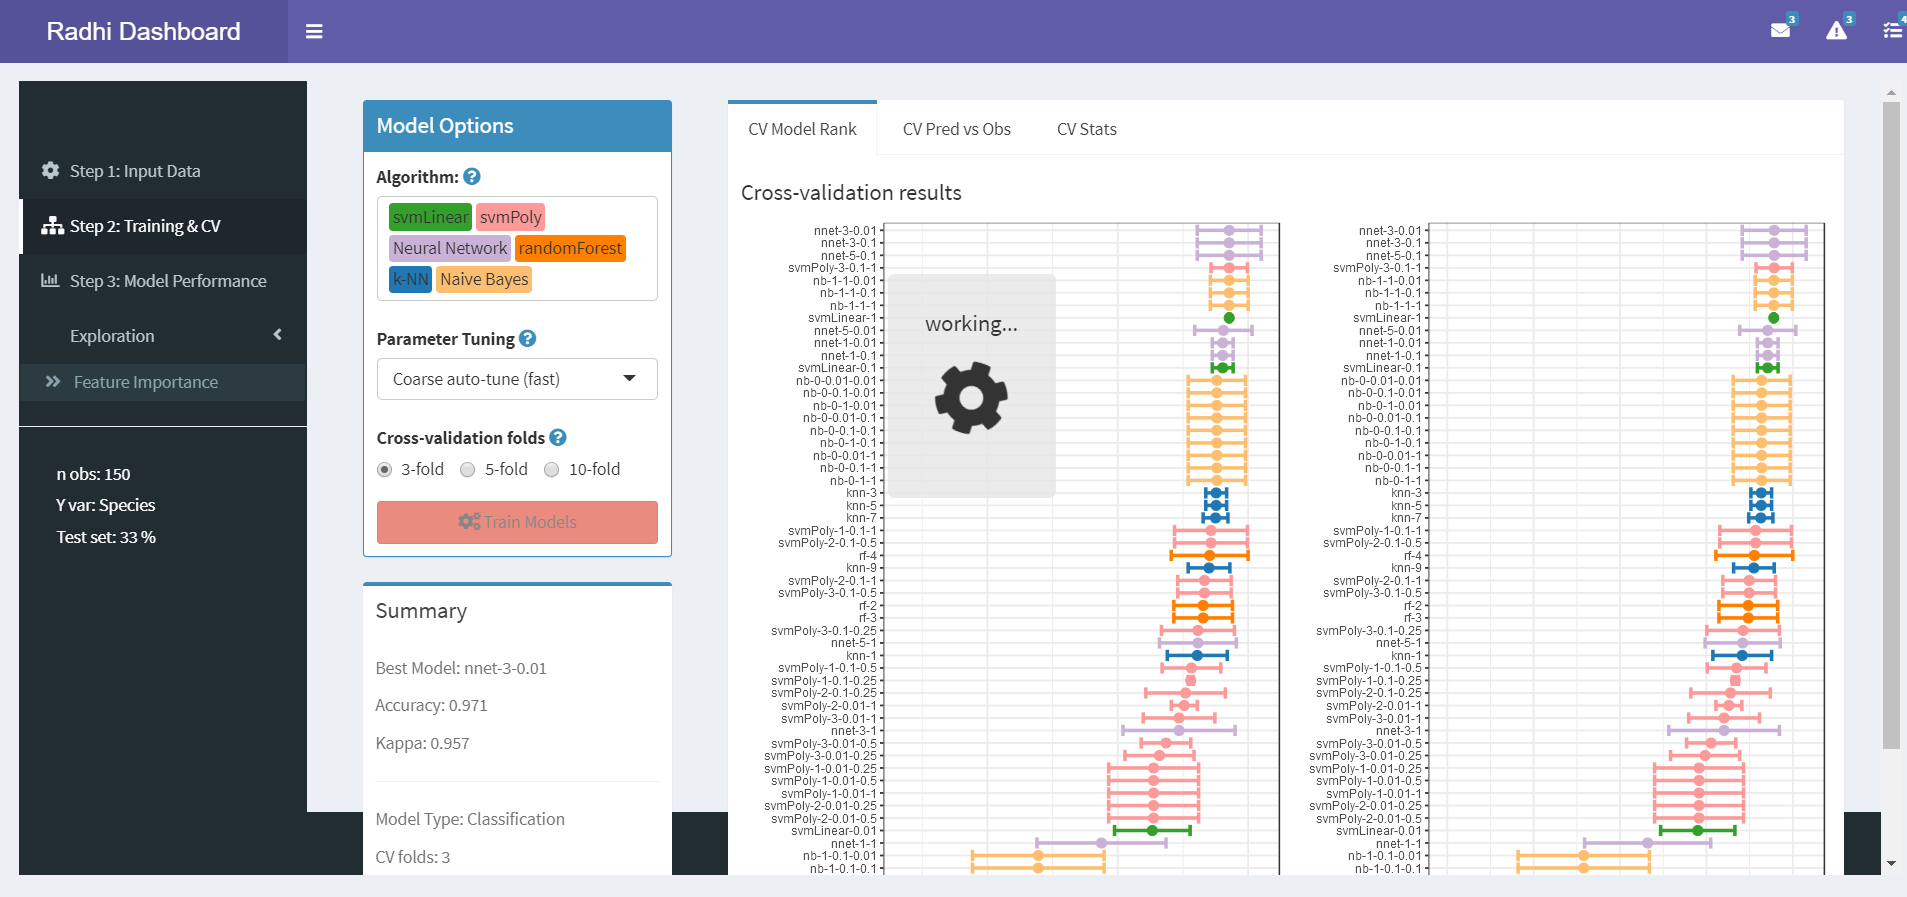 Radhi Dashboard
3
3
4
Step 1: Input Data
Step 2: Training & CV
Step 3: Model Performance
Exploration
Feature Importance
n obs: 150
Y var: Species
Test set: 33 %
Model Options
Algorithm:
svmLinear svmPoly
Neural Network randomForest
k-NN Naive Bayes
Parameter Tuning
Coarse auto-tune (fast)
Cross-validation folds
3-fold 5-fold 10-fold
Train Models
Summary
Best Model: nnet-3-0.01
Accuracy: 0.971
Kappa: 0.957
Model Type: Classification
CV folds: 3
CV Model Rank CV Pred vs Obs CV Stats
Cross-validation results
working...
nnet-3-0.01 nnet-3-0.01
nnet-3-0.1 nnet-3-0.1
nnet-5-0.1 nnet-5-0.1
svmPoly-3-0.1-1 svmPoly-3-0.1-1
nb-1-1-0.01 nb-1-1-0.01
nb-1-1-0.1 nb-1-1-0.1
nb-1-1-1 nb-1-1-1
svmLinear-1 svmLinear-1
nnet-5-0.01 nnet-5-0.01
nnet-1-0.01 nnet-1-0.01
nnet-1-0.1 nnet-1-0.1
svmLinear-0.1 svmLinear-0.1
nb-0-0.01-0.01 nb-0-0.01-0.01
nb-0-0.1-0.01 nb-0-0.1-0.01
nb-0-1-0.01 nb-0-1-0.01
nb-0-0.01-0.1 nb-0-0.01-0.1
nb-0-0.1-0.1 nb-0-0.1-0.1
nb-0-1-0.1 nb-0-1-0.1
nb-0-0.01-1 nb-0-0.01-1
nb-0-0.1-1 nb-0-0.1-1
nb-0-1-1 nb-0-1-1
knn-3 knn-3
knn-5 knn-5
knn-7 knn-7
svmPoly-1-0.1-1 svmPoly-1-0.1-1
svmPoly-2-0.1-0.5 svmPoly-2-0.1-0.5
rf-4 rf-4
knn-9 knn-9
svmPoly-2-0.1-1 svmPoly-2-0.1-1
svmPoly-3-0.1-0.5 svmPoly-3-0.1-0.5
rf-2 rf-2
rf-3 rf-3
svmPoly-3-0.1-0.25 svmPoly-3-0.1-0.25
nnet-5-1 nnet-5-1
knn-1 knn-1
svmPoly-1-0.1-0.5 svmPoly-1-0.1-0.5
svmPoly-1-0.1-0.25 svmPoly-1-0.1-0.25
svmPoly-2-0.1-0.25 svmPoly-2-0.1-0.25
svmPoly-2-0.01-1 svmPoly-2-0.01-1
svmPoly-3-0.01-1 svmPoly-3-0.01-1
nnet-3-1 nnet-3-1
svmPoly-3-0.01-0.5 svmPoly-3-0.01-0.5
svmPoly-3-0.01-0.25 svmPoly-3-0.01-0.25
svmPoly-1-0.01-0.25 svmPoly-1-0.01-0.25
svmPoly-1-0.01-0.5 svmPoly-1-0.01-0.5
svmPoly-1-0.01-1 svmPoly-1-0.01-1
svmPoly-2-0.01-0.25 svmPoly-2-0.01-0.25
svmPoly-2-0.01-0.5 svmPoly-2-0.01-0.5
svmLinear-0.01 svmLinear-0.01
nnet-1-1 nnet-1-1
nb-1-0.1-0.01 nb-1-0.1-0.01
nb-1-0.1-0.1 nb-1-0.1-0.1